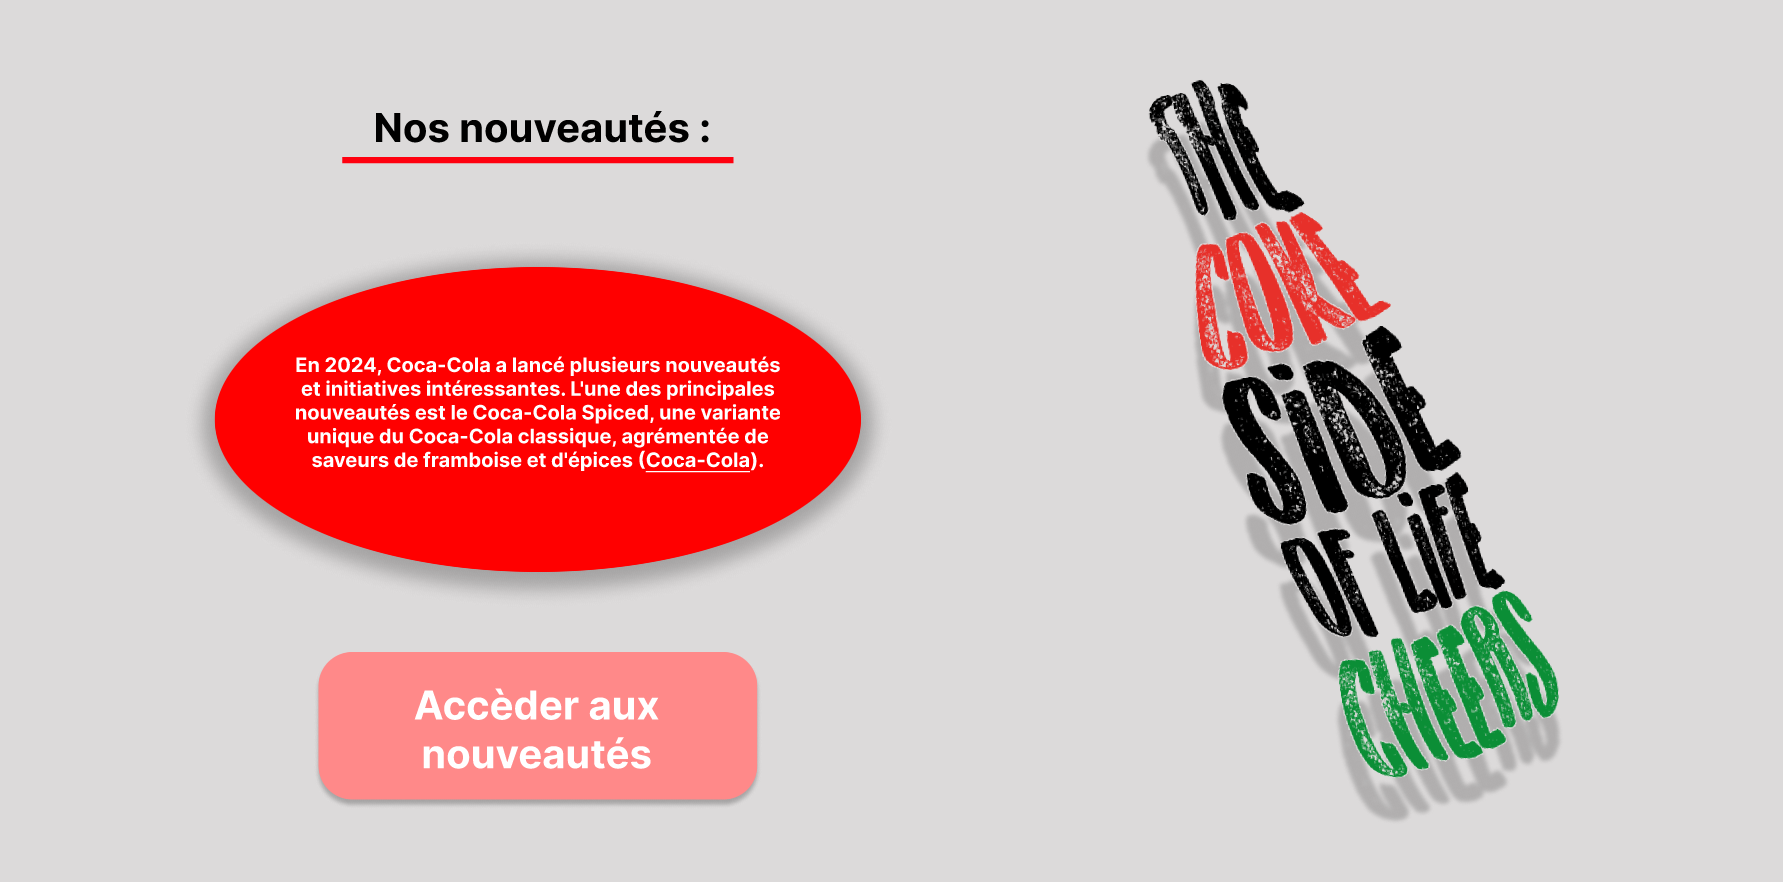 Nos nouveautés :
En 2024, Coca-Cola a lancé plusieurs nouveautés
et initiatives intéressantes. L'une des principales
nouveautés est le Coca-Cola Spiced, une variante
unique du Coca-Cola classique, agrémentée de
saveurs de framboise et d'épices (Coca-Cola).
Accèder aux
nouveautés
THE
COKE
SiDE
OF LiFE
CHEERS